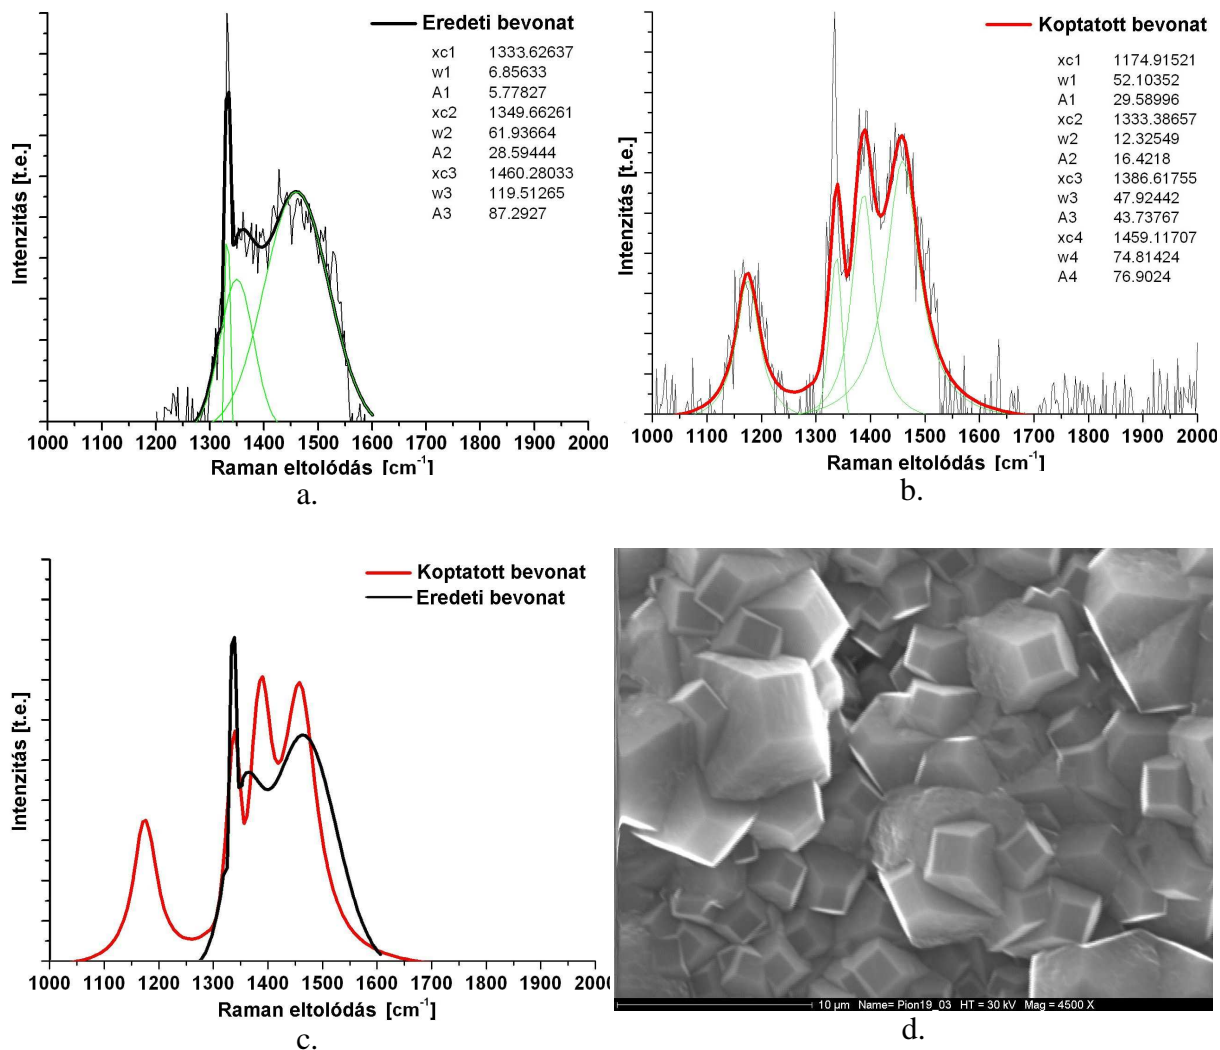 Eredeti bevonat
xc1 1333.62637
w1 6.85633
A1 5.77827
xc2 1349.66261
w2 61.93664
A2 28.59444
xc3 1460.28033
w3 119.51265
A3 87.2927
Intenzitás [t.e.]
1000 1100 1200 1300 1400 1500 1600 1700 1800 1900 2000
Raman eltolódás [cm-1]
a.
Koptatott bevonat
xc1 1174.91521
w1 52.10352
A1 29.58996
xc2 1333.38657
w2 12.32549
A2 16.4218
xc3 1386.61755
w3 47.92442
A3 43.73767
xc4 1459.11707
w4 74.81424
A4 76.9024
Intenzitás [t.e.]
1000 1100 1200 1300 1400 1500 1600 1700 1800 1900 2000
Raman eltolódás [cm-1]
b.
Koptatott bevonat
Eredeti bevonat
Intenzitás [t.e.]
1000 1100 1200 1300 1400 1500 1600 1700 1800 1900 2000
Raman eltolódás [cm-1]
c.
10 µm Name= Pion19_03 HT = 30 kV Mag = 4500 X
d.